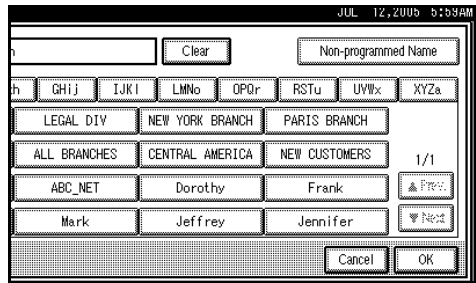 JUL 12,2005 5:59AM
Clear Non-programmed Name
GHij IJKl LMNo OPQr RSTu UVWx XYZa
LEGAL DIV NEW YORK BRANCH PARIS BRANCH
ALL BRANCHES CENTRAL AMERICA NEW CUSTOMERS 1/1
ABC_NET Dorothy Frank ▲ Prev.
Mark Jeffrey Jennifer ▼ Next
Cancel OK